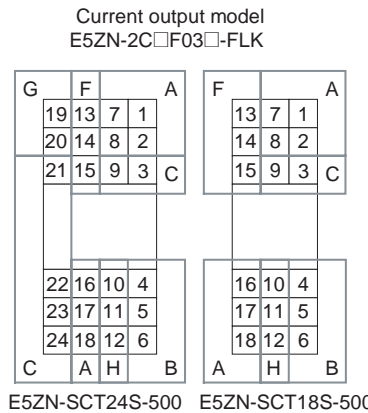 Current output model
E5ZN-2C□F03□-FLK
G F A F A
19 13 7 1 13 7 1
20 14 8 2 14 8 2
21 15 9 3 C 15 9 3 C
22 16 10 4 16 10 4
23 17 11 5 17 11 5
24 18 12 6 18 12 6
C A H B A H B
E5ZN-SCT24S-500 E5ZN-SCT18S-500